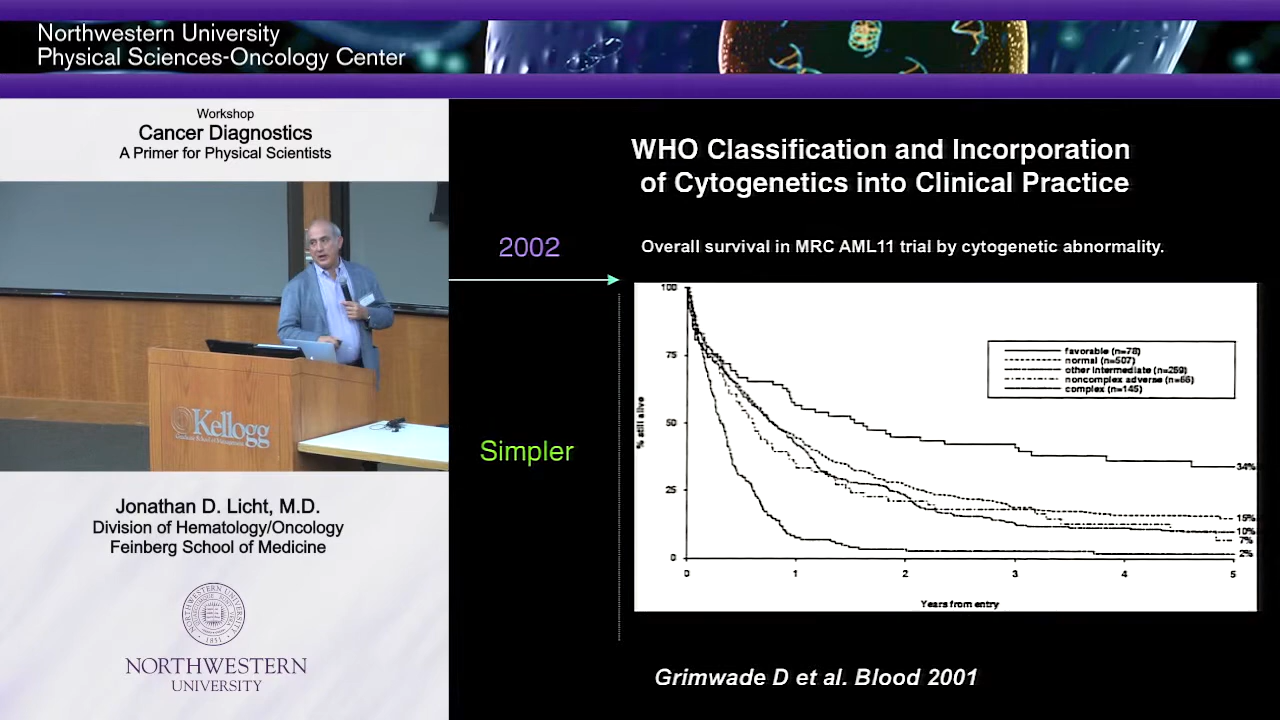 Northwestern University
Physical Sciences-Oncology Center
Workshop
Cancer Diagnostics
A Primer for Physical Scientists
Kellogg
Jonathan D. Licht, M.D.
Division of Hematology/Oncology
Feinberg School of Medicine
1851
NORTHWESTERN
UNIVERSITY
WHO Classification and Incorporation
of Cytogenetics into Clinical Practice
2002
Simpler
Overall survival in MRC AML11 trial by cytogenetic abnormality.
100
75
50
25
0
% still alive
favorable (n=78)
normal (n=507)
other intermediate (n=259)
noncomplex adverse (n=66)
complex (n=145)
34%
15%
10%
7%
2%
0 1 2 3 4 5
Years from entry
Grimwade D et al. Blood 2001